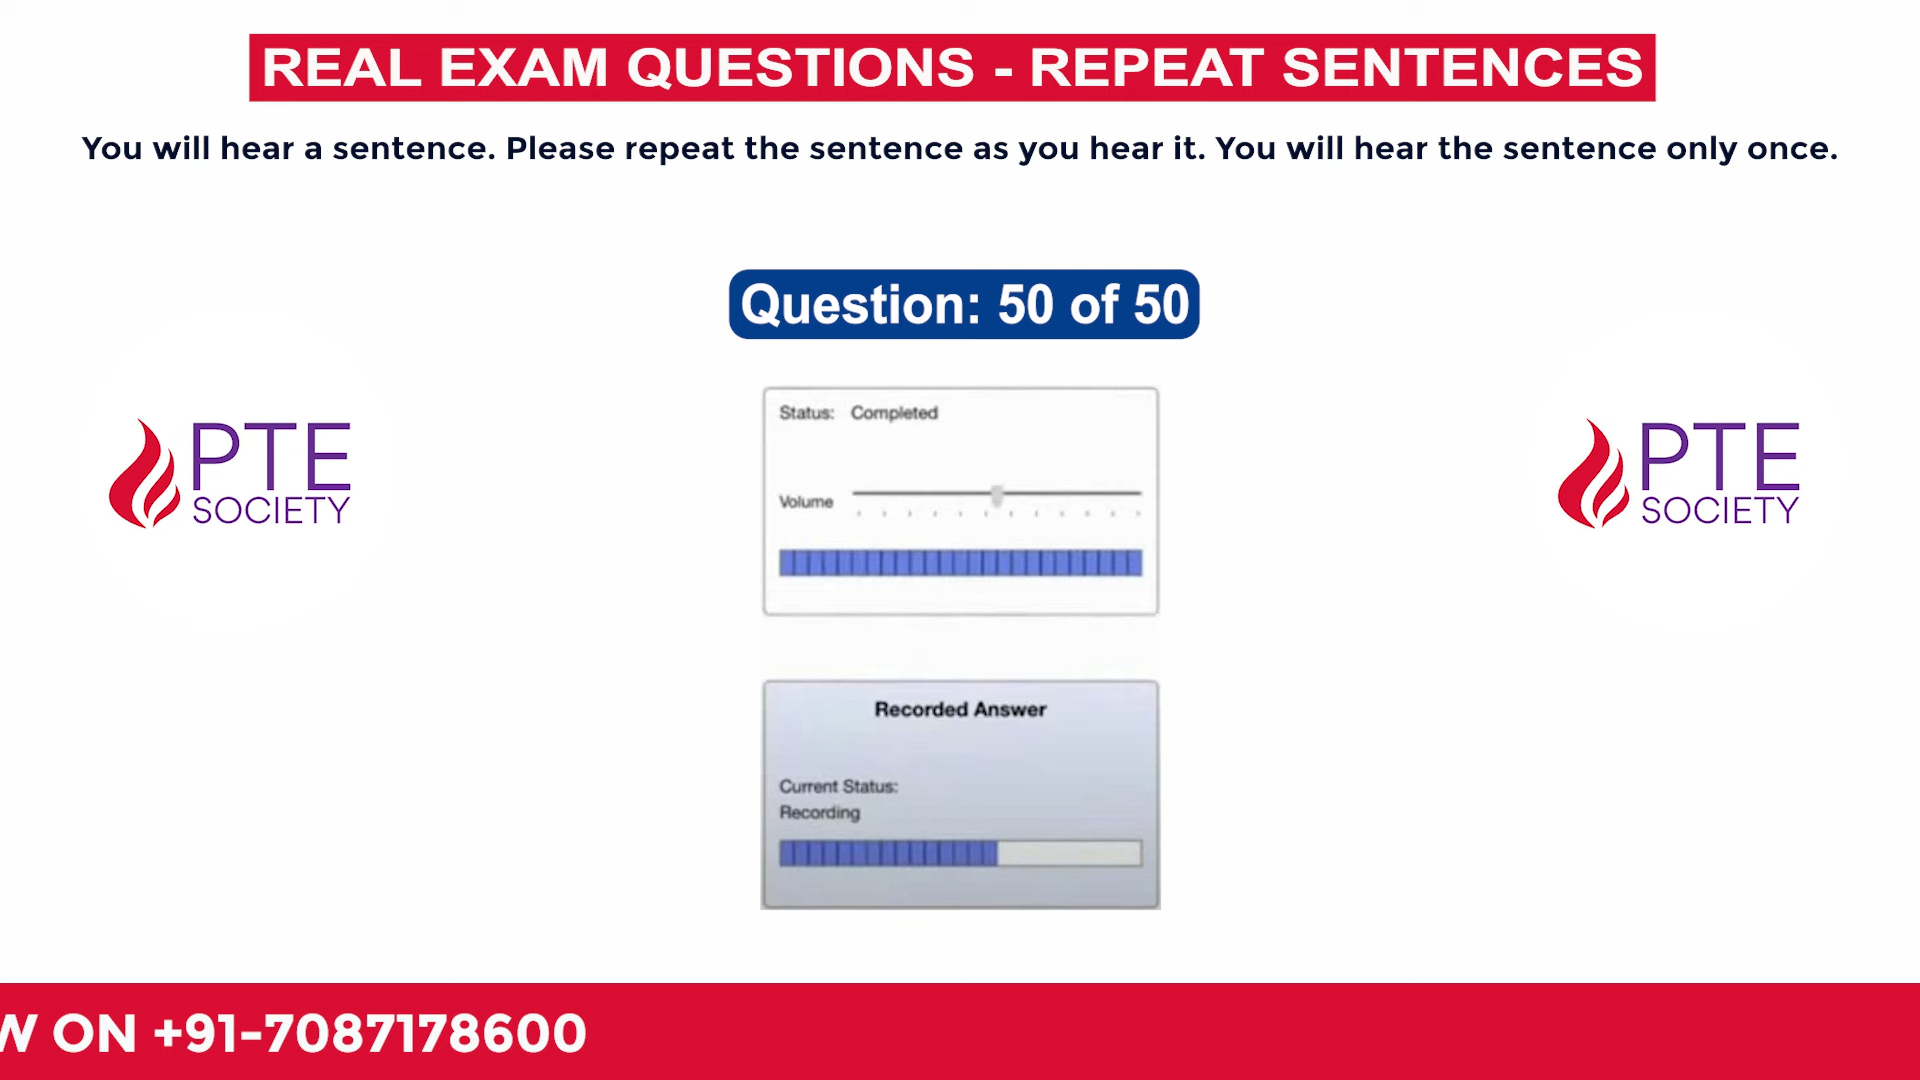 REAL EXAM QUESTIONS - REPEAT SENTENCES
You will hear a sentence. Please repeat the sentence as you hear it. You will hear the sentence only once.
Question: 50 of 50
Status: Completed
PTE
SOCIETY
PTE
SOCIETY
Volume
Recorded Answer
Current Status:
Recording
W ON +91-7087178600